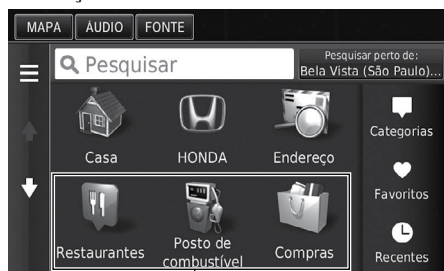 MAPA ÁUDIO FONTE
Pesquisar
Pesquisar perto de:
Bela Vista (São Paulo)...
Casa HONDA Endereço
Categorias
Favoritos
Restaurantes Posto de combustível Compras
Recentes